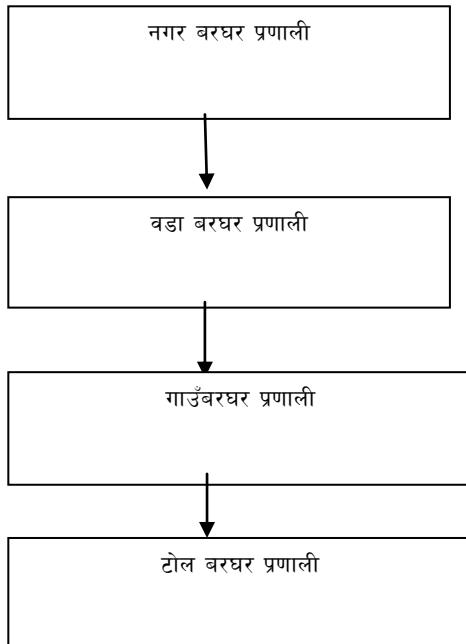 नगर बरघर प्रणाली
वडा बरघर प्रणाली
गाउँबरघर प्रणाली
टोल बरघर प्रणाली